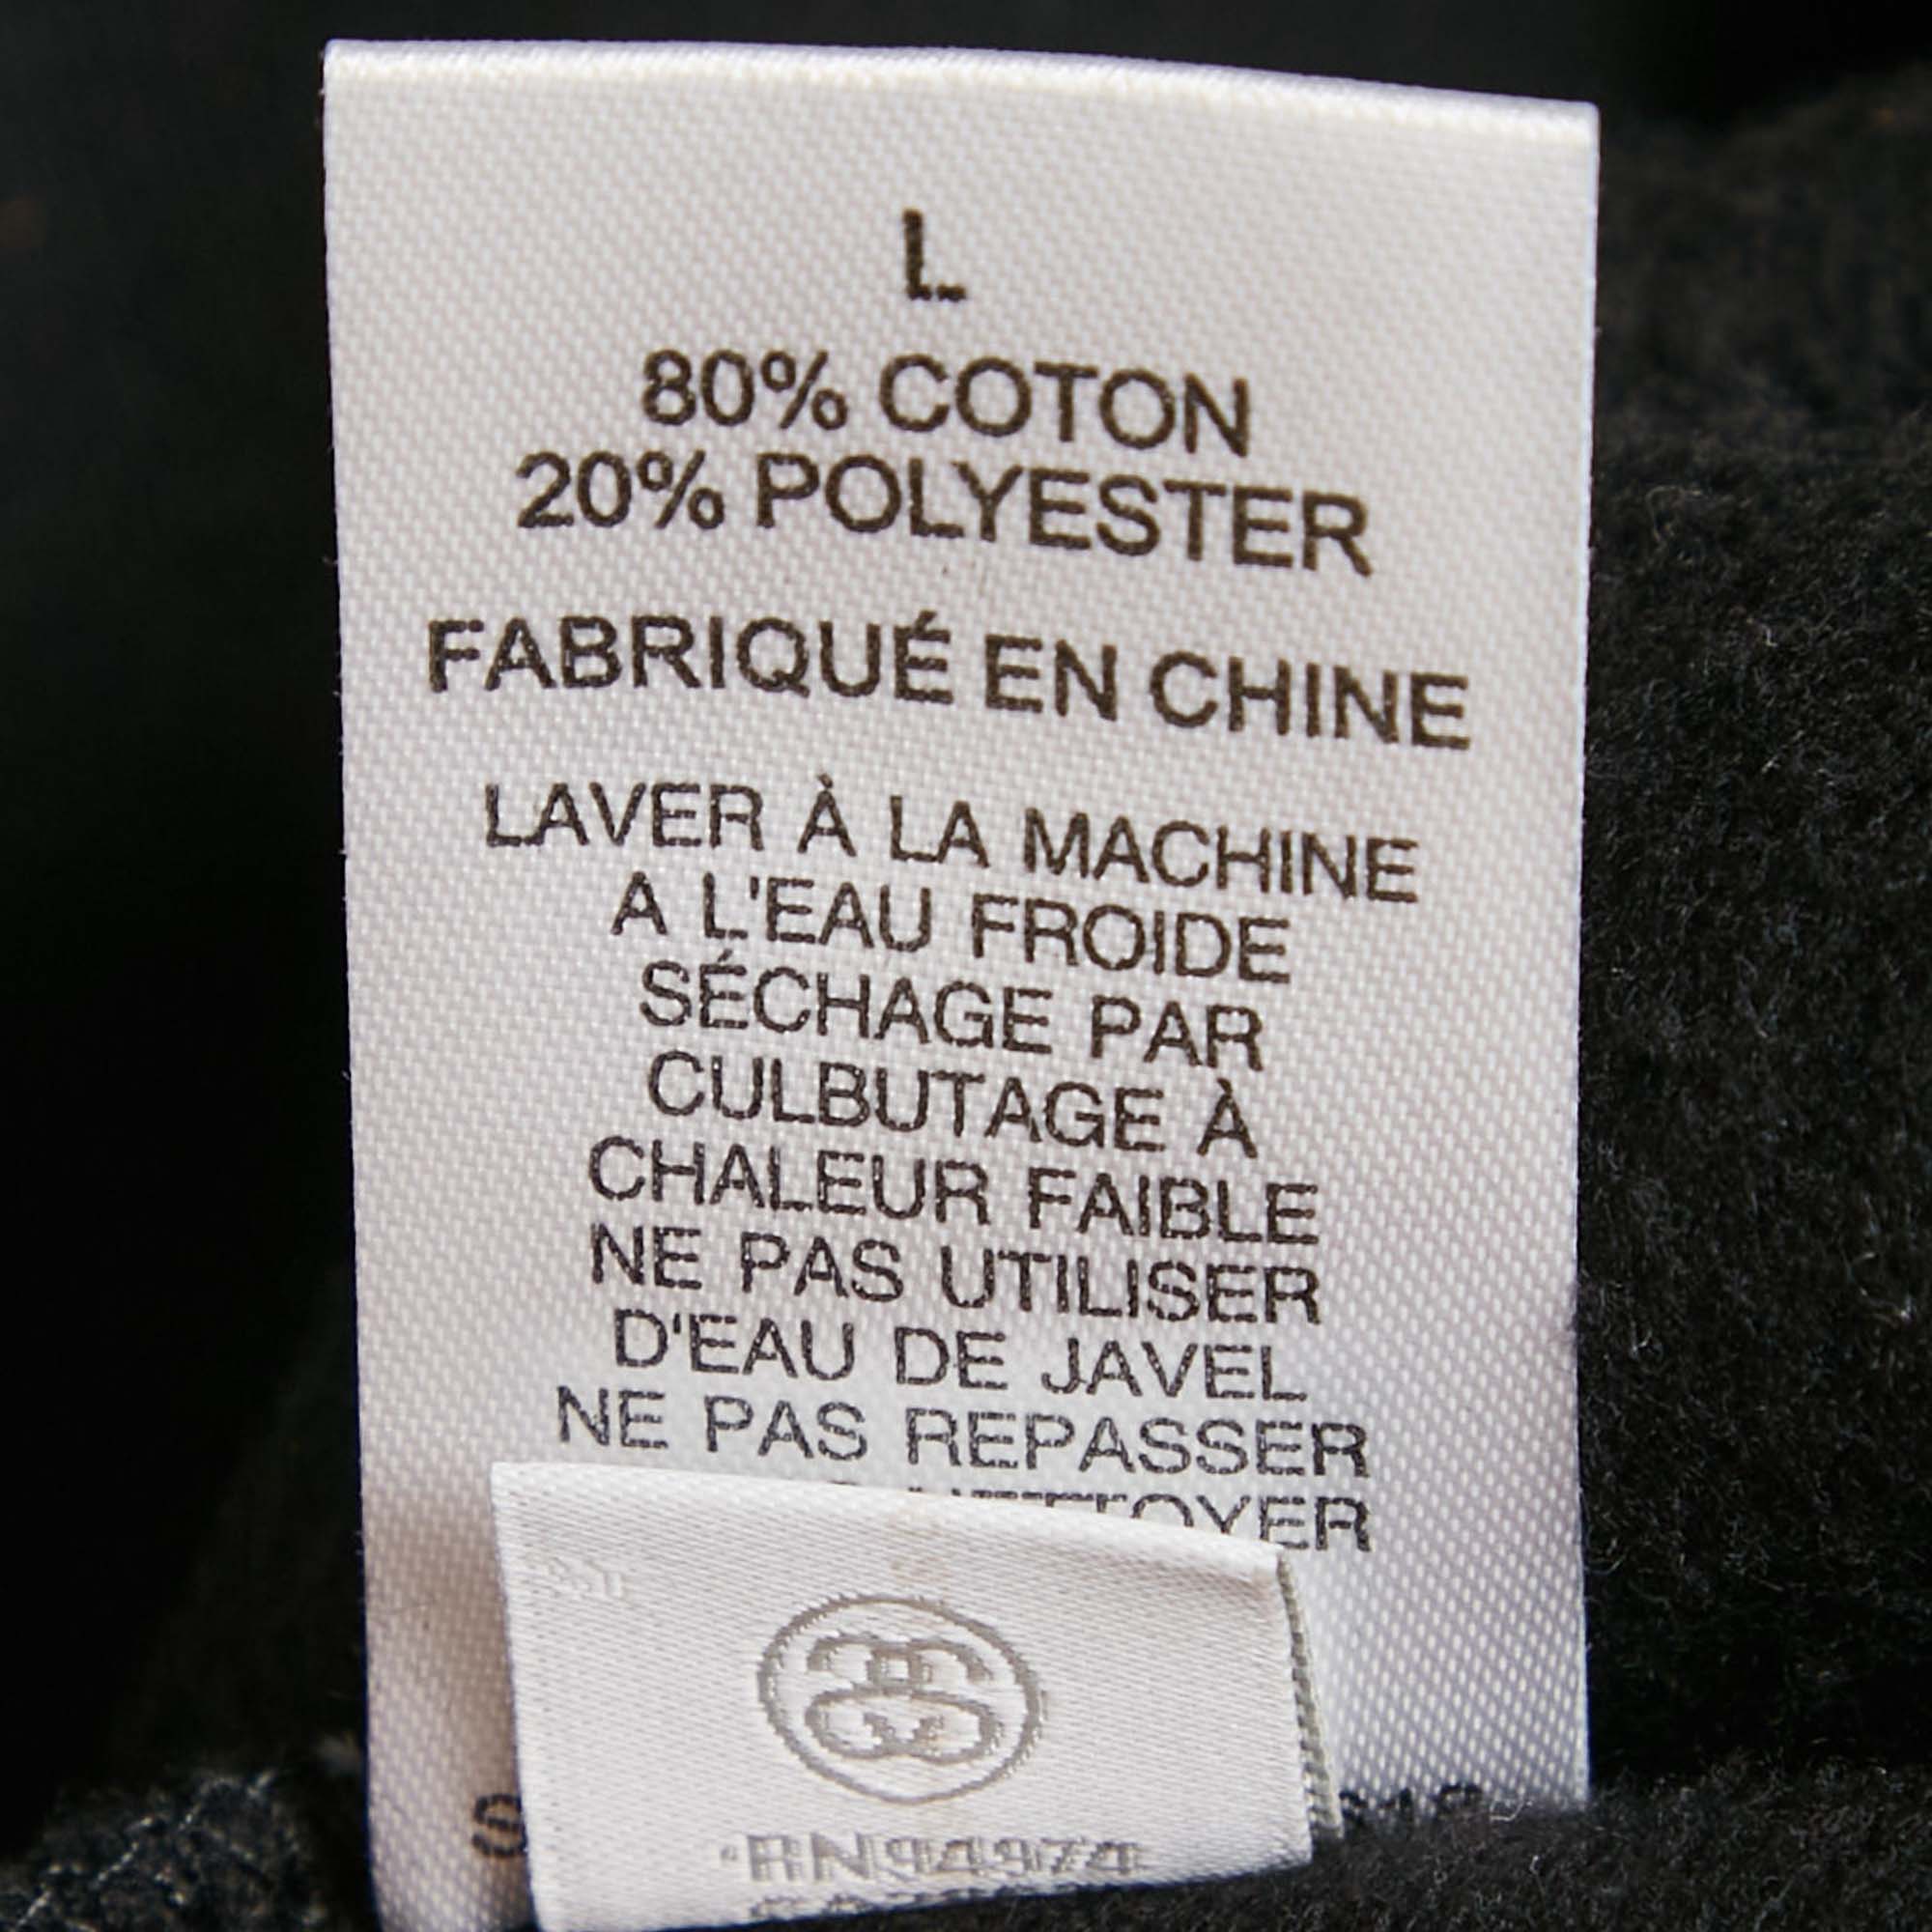 L
80% COTON
20% POLYESTER
FABRIQUÉ EN CHINE
LAVER À LA MACHINE
A L'EAU FROIDE
SÉCHAGE PAR
CULBUTAGE À
CHALEUR FAIBLE
NE PAS UTILISER
D'EAU DE JAVEL
NE PAS REPASSER
RN94974